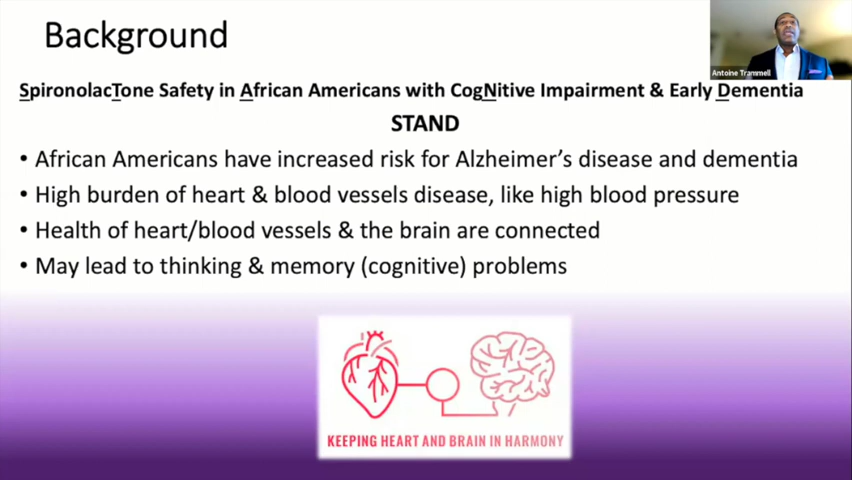 Background
Antoine Trammell
SpironolacTone Safety in African Americans with CogNitive Impairment & Early Dementia
STAND
• African Americans have increased risk for Alzheimer's disease and dementia
• High burden of heart & blood vessels disease, like high blood pressure
• Health of heart/blood vessels & the brain are connected
• May lead to thinking & memory (cognitive) problems
KEEPING HEART AND BRAIN IN HARMONY